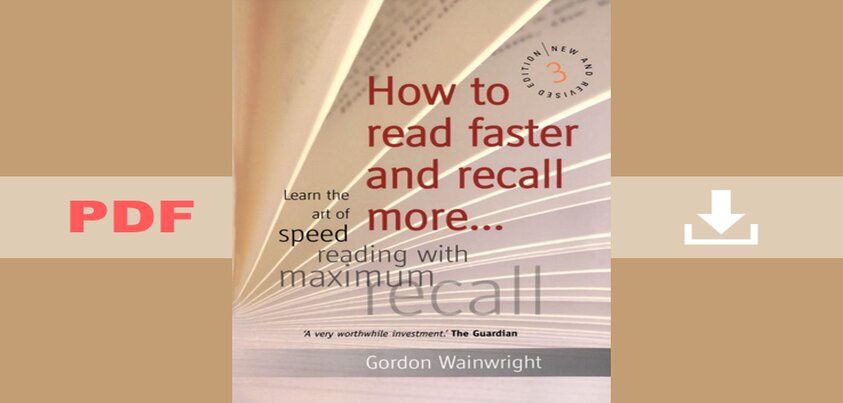 PDF
NEW AND REVISED EDITION
3
How to
read faster
and recall
more...
Learn the
art of
speed
reading with
maximum
recall
'A very worthwhile investment.' The Guardian
Gordon Wainwright